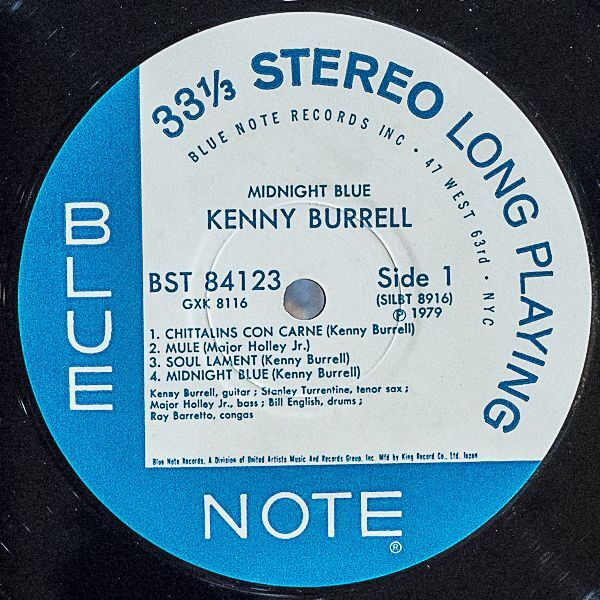 33⅓ STEREO LONG PLAYING
BLUE NOTE RECORDS INC · 47 WEST 63rd · NYC
MIDNIGHT BLUE
KENNY BURRELL
BST 84123
GXK 8116
Side 1
(SILBT 8916)
Ⓟ 1979
1. CHITTALINS CON CARNE (Kenny Burrell)
2. MULE (Major Holley Jr.)
3. SOUL LAMENT (Kenny Burrell)
4. MIDNIGHT BLUE (Kenny Burrell)
Kenny Burrell, guitar ; Stanley Turrentine, tenor sax ;
Major Holley Jr., bass ; Bill English, drums ;
Ray Barretto, congas
Blue Note Records, A Division of United Artists Music And Records Group, Inc. Mfd by King Record Co., Ltd. Japan
BLUE
NOTE ®